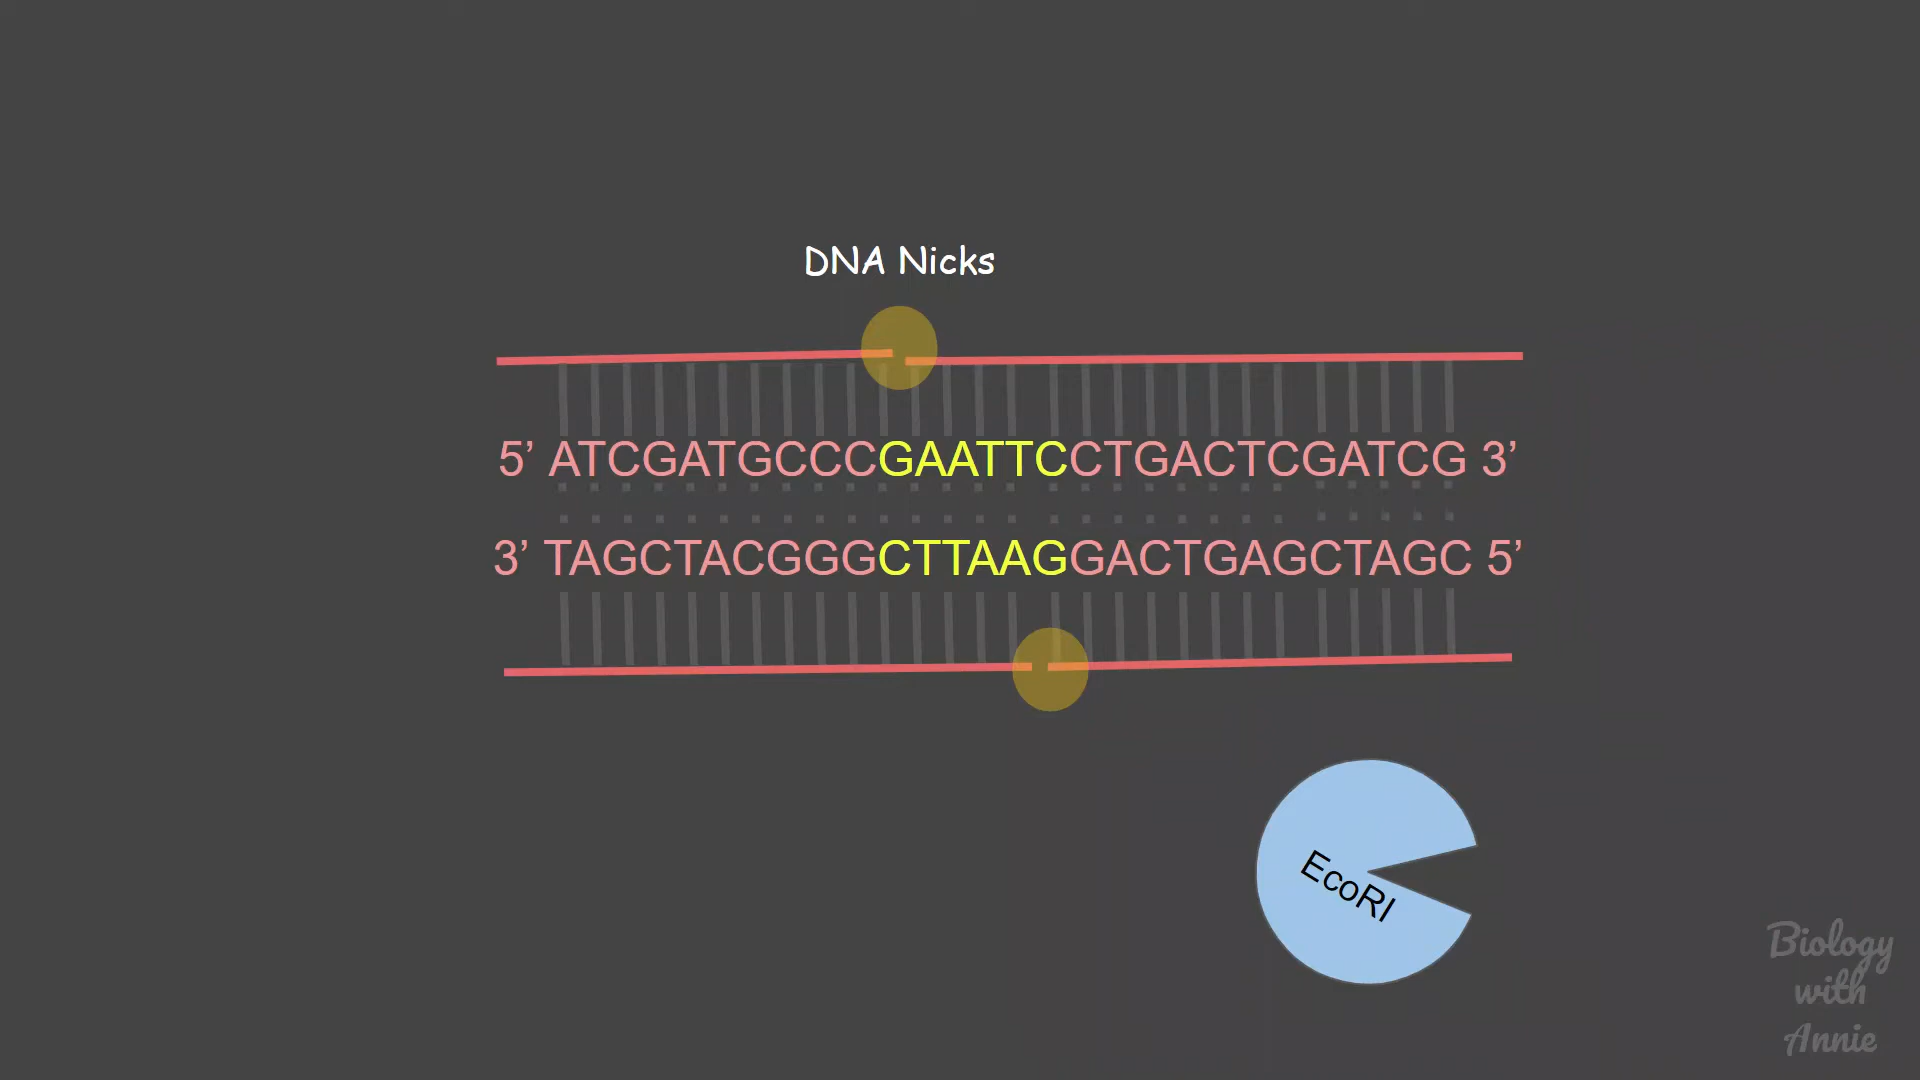 DNA Nicks
5’ ATCGATGCCCGAATTCCTGACTCGATCG 3’
3’ TAGCTACGGGCTTAAGGACTGAGCTAGC 5’
EcoRI
Biology
with
Annie